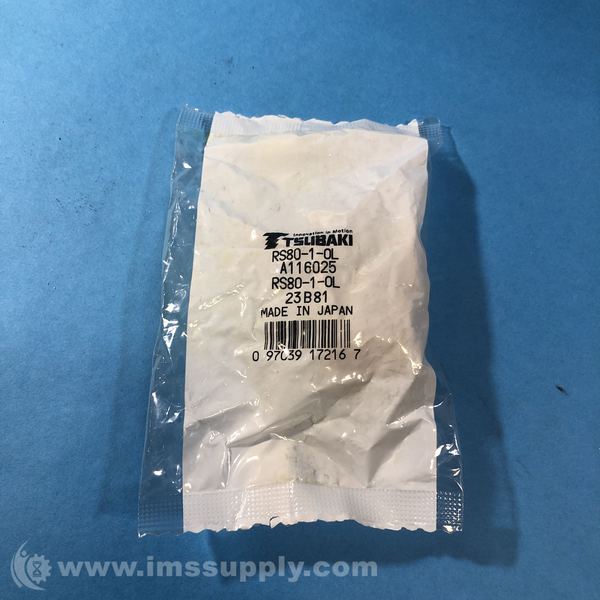 Innovation in Motion
TSUBAKI
RS80-1-OL
A116025
RS80-1-OL
23B81
MADE IN JAPAN
0 97039 17216 7
www.imssupply.com